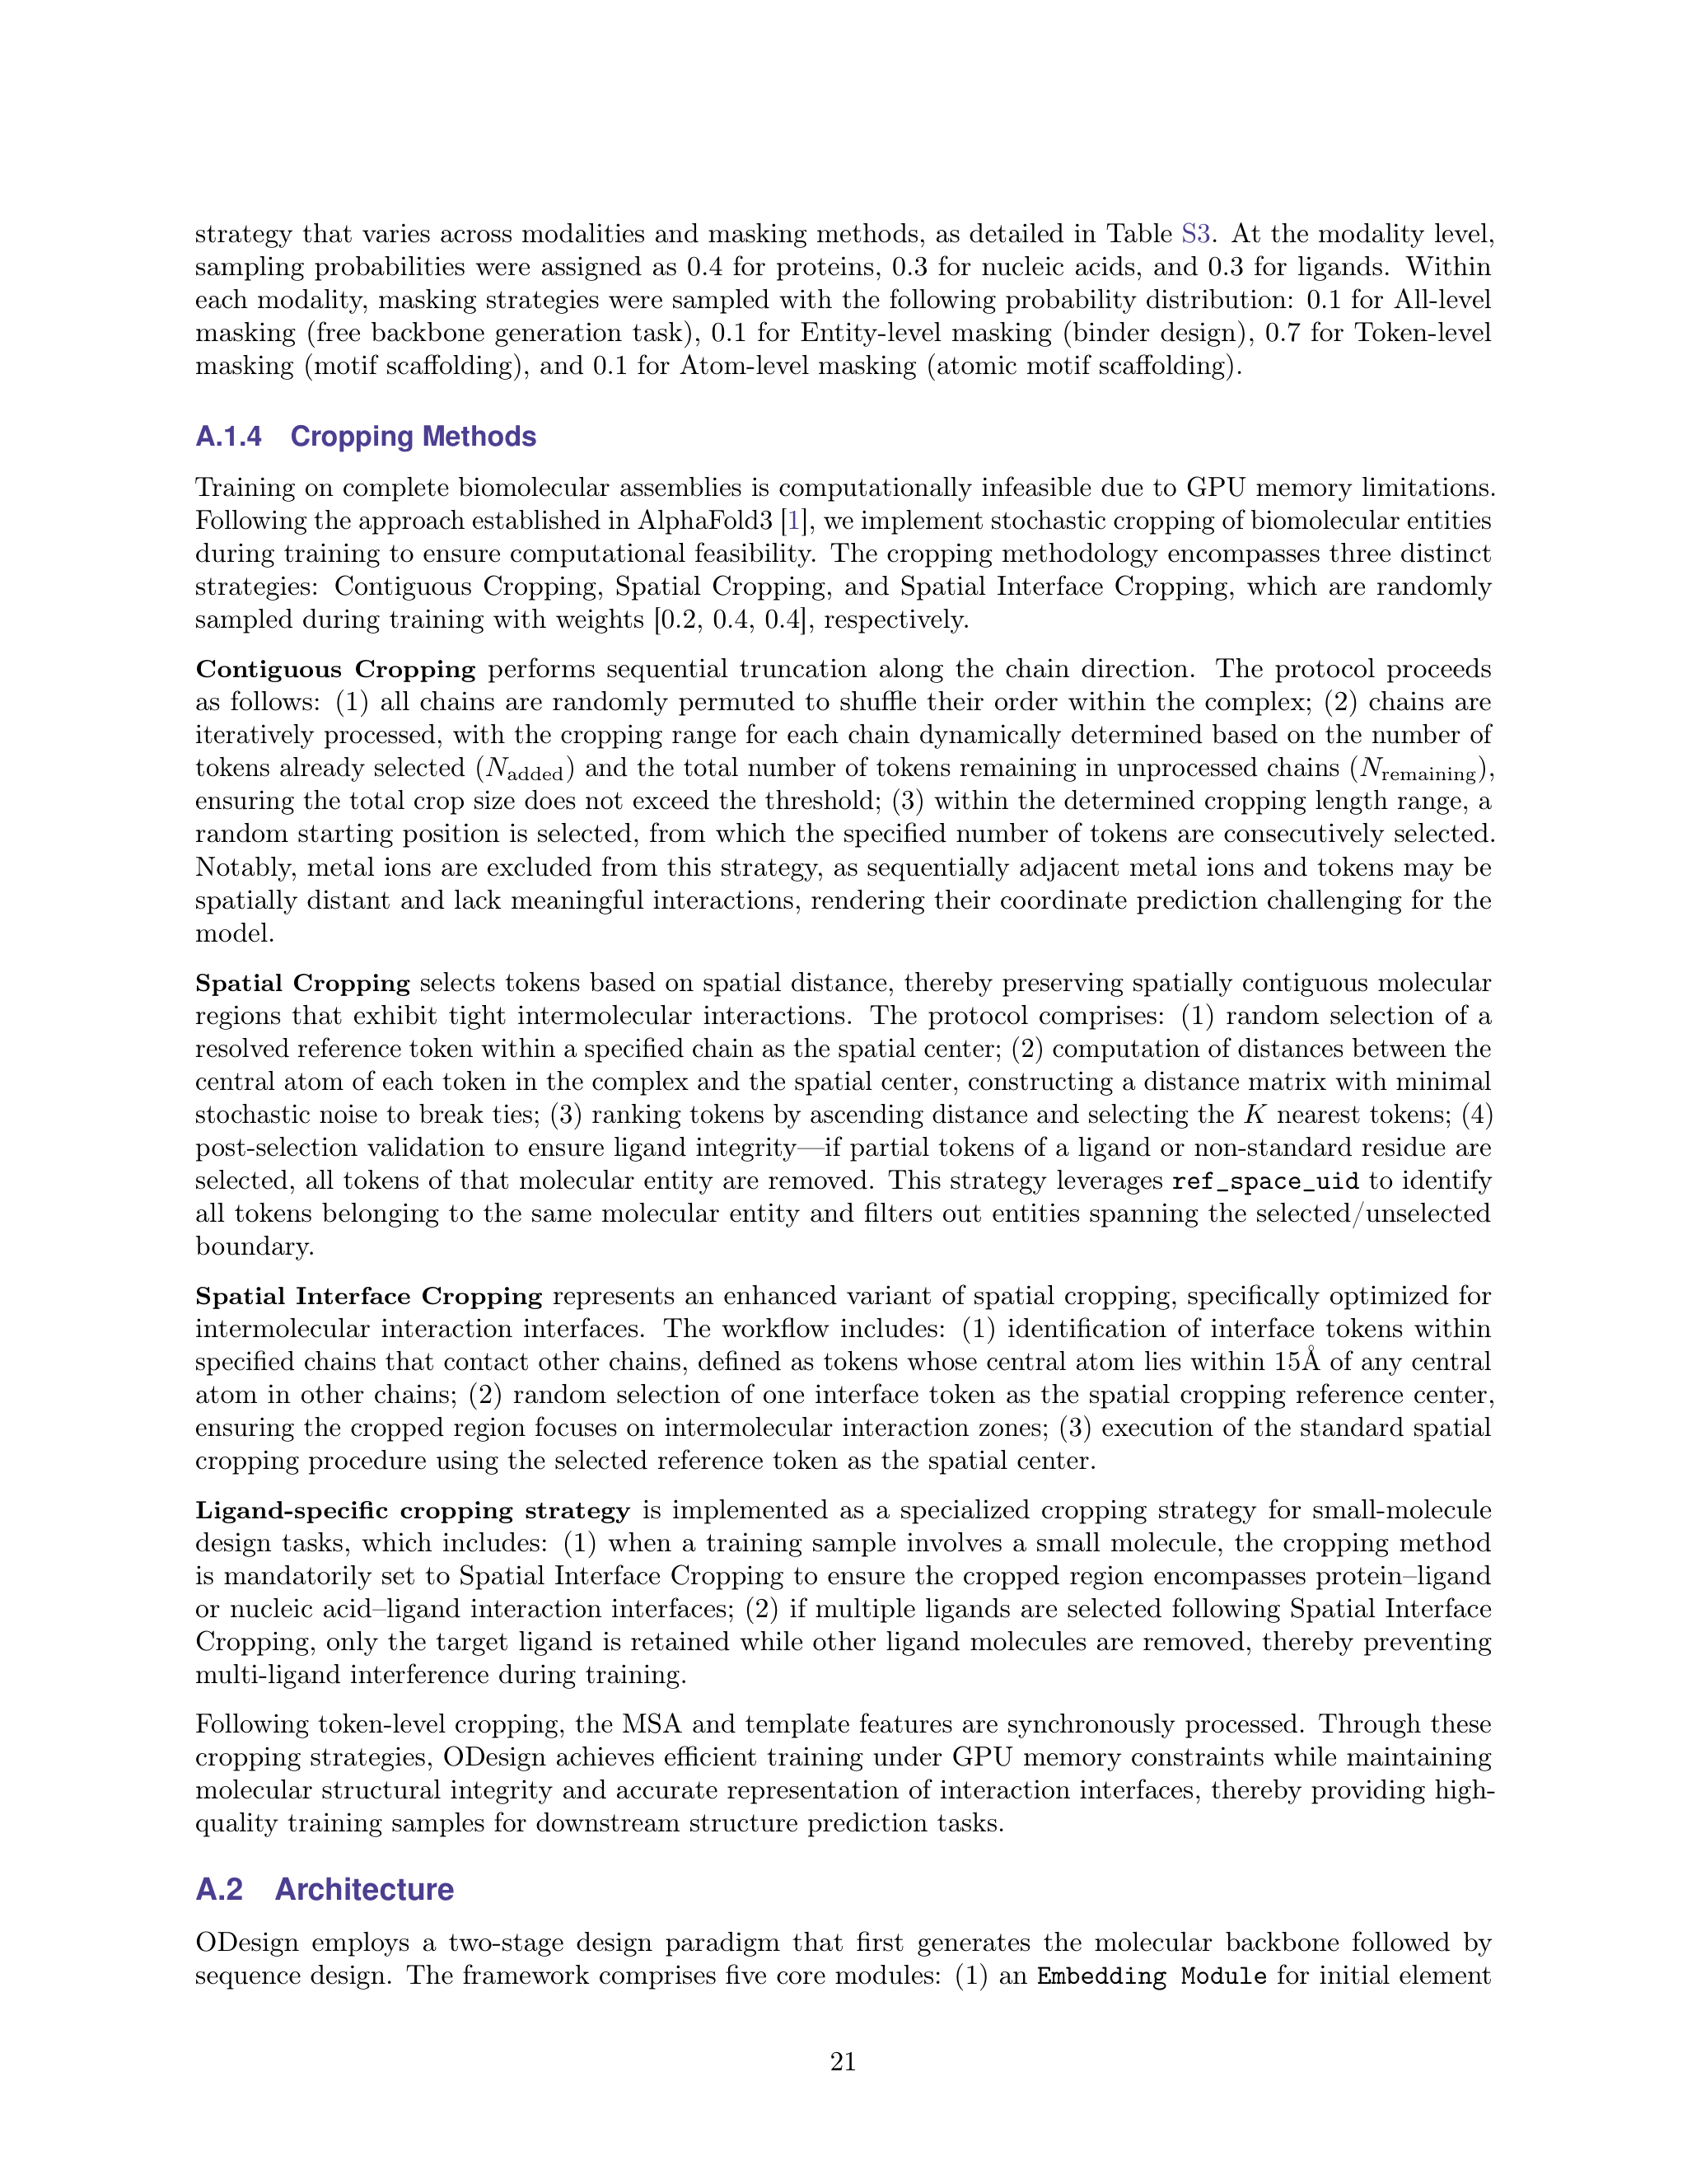 strategy that varies across modalities and masking methods, as detailed in Table S3. At the modality level,
sampling probabilities were assigned as 0.4 for proteins, 0.3 for nucleic acids, and 0.3 for ligands. Within
each modality, masking strategies were sampled with the following probability distribution: 0.1 for All-level
masking (free backbone generation task), 0.1 for Entity-level masking (binder design), 0.7 for Token-level
masking (motif scaffolding), and 0.1 for Atom-level masking (atomic motif scaffolding).
A.1.4 Cropping Methods
Training on complete biomolecular assemblies is computationally infeasible due to GPU memory limitations.
Following the approach established in AlphaFold3 [1], we implement stochastic cropping of biomolecular entities
during training to ensure computational feasibility. The cropping methodology encompasses three distinct
strategies: Contiguous Cropping, Spatial Cropping, and Spatial Interface Cropping, which are randomly
sampled during training with weights [0.2, 0.4, 0.4], respectively.
Contiguous Cropping performs sequential truncation along the chain direction. The protocol proceeds
as follows: (1) all chains are randomly permuted to shuffle their order within the complex; (2) chains are
iteratively processed, with the cropping range for each chain dynamically determined based on the number of
tokens already selected (N_added) and the total number of tokens remaining in unprocessed chains (N_remaining),
ensuring the total crop size does not exceed the threshold; (3) within the determined cropping length range, a
random starting position is selected, from which the specified number of tokens are consecutively selected.
Notably, metal ions are excluded from this strategy, as sequentially adjacent metal ions and tokens may be
spatially distant and lack meaningful interactions, rendering their coordinate prediction challenging for the
model.
Spatial Cropping selects tokens based on spatial distance, thereby preserving spatially contiguous molecular
regions that exhibit tight intermolecular interactions. The protocol comprises: (1) random selection of a
resolved reference token within a specified chain as the spatial center; (2) computation of distances between the
central atom of each token in the complex and the spatial center, constructing a distance matrix with minimal
stochastic noise to break ties; (3) ranking tokens by ascending distance and selecting the K nearest tokens; (4)
post-selection validation to ensure ligand integrity—if partial tokens of a ligand or non-standard residue are
selected, all tokens of that molecular entity are removed. This strategy leverages ref_space_uid to identify
all tokens belonging to the same molecular entity and filters out entities spanning the selected/unselected
boundary.
Spatial Interface Cropping represents an enhanced variant of spatial cropping, specifically optimized for
intermolecular interaction interfaces. The workflow includes: (1) identification of interface tokens within
specified chains that contact other chains, defined as tokens whose central atom lies within 15Å of any central
atom in other chains; (2) random selection of one interface token as the spatial cropping reference center,
ensuring the cropped region focuses on intermolecular interaction zones; (3) execution of the standard spatial
cropping procedure using the selected reference token as the spatial center.
Ligand-specific cropping strategy is implemented as a specialized cropping strategy for small-molecule
design tasks, which includes: (1) when a training sample involves a small molecule, the cropping method
is mandatorily set to Spatial Interface Cropping to ensure the cropped region encompasses protein–ligand
or nucleic acid–ligand interaction interfaces; (2) if multiple ligands are selected following Spatial Interface
Cropping, only the target ligand is retained while other ligand molecules are removed, thereby preventing
multi-ligand interference during training.
Following token-level cropping, the MSA and template features are synchronously processed. Through these
cropping strategies, ODesign achieves efficient training under GPU memory constraints while maintaining
molecular structural integrity and accurate representation of interaction interfaces, thereby providing high-
quality training samples for downstream structure prediction tasks.
A.2 Architecture
ODesign employs a two-stage design paradigm that first generates the molecular backbone followed by
sequence design. The framework comprises five core modules: (1) an Embedding Module for initial element
21